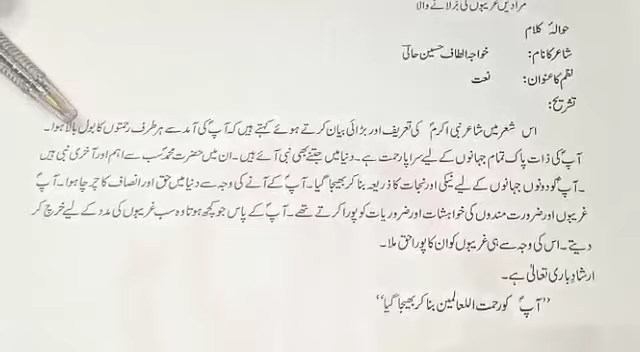 مرادیں غریبوں کی بر لانے والا
حوالہ کلام
شاعر کا نام: خواجہ الطاف حسین حالیؔ
نظم کا عنوان: نعت
تشریح:
اس شعر میں شاعر نبی اکرمؐ کی تعریف اور بڑائی بیان کرتے ہوئے کہتے ہیں کہ آپؐ کی آمد سے ہر طرف رحمتوں کا بول بالا ہوا۔
آپؐ کی ذات پاک تمام جہانوں کے لیے سراپا رحمت ہے۔ دنیا میں جتنے بھی نبی آئے ہیں۔ ان میں حضرت محمدؐ سب سے اہم اور آخری نبی ہیں
۔ آپؐ کو دونوں جہانوں کے لیے نیکی اور نجات کا ذریعہ بنا کر بھیجا گیا۔ آپؐ کے آنے کی وجہ سے دنیا میں حق اور انصاف کا چرچا ہوا۔ آپؐ
غریبوں اور ضرورت مندوں کی خواہشات اور ضروریات کو پورا کرتے تھے۔ آپؐ کے پاس جو کچھ ہوتا وہ سب غریبوں کی مدد کے لیے خرچ کر
دیتے۔ اس کی وجہ سے ہی غریبوں کو ان کا پورا حق ملا۔
ارشاد باری تعالیٰ ہے۔
”آپؐ کو رحمت اللعالمین بنا کر بھیجا گیا“